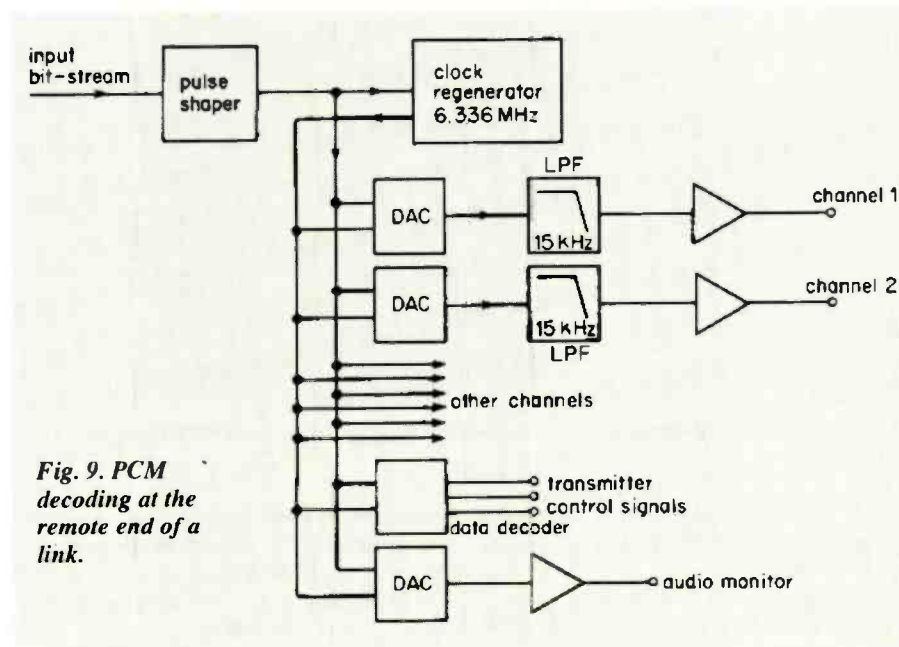 input
bit-stream
pulse
shaper
clock
regenerator
6.336 MHz
DAC
LPF
15 kHz
channel 1
DAC
15 kHz
LPF
channel 2
other channels
Fig. 9. PCM
decoding at the
remote end of a
link.
transmitter
control signals
data decoder
DAC
audio monitor